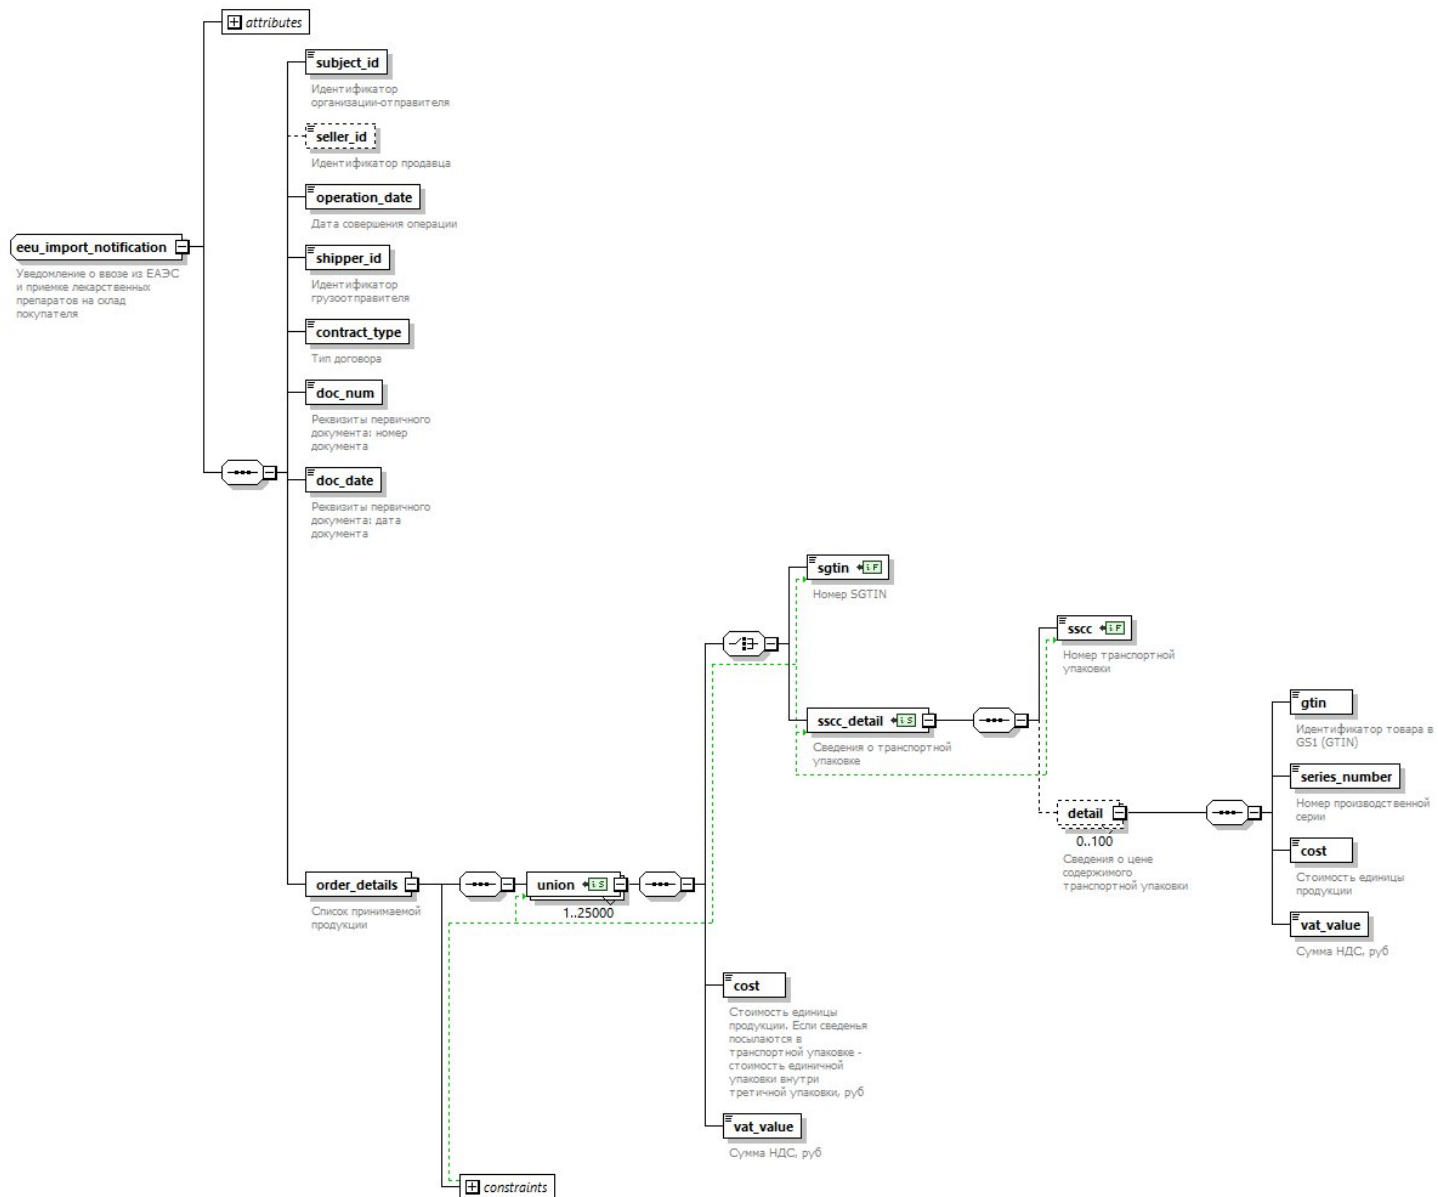 attributes
subject_id
Идентификатор
организации-отправителя
seller_id
Идентификатор продавца
operation_date
Дата совершения операции
eeu_import_notification
Уведомление о ввозе из ЕАЭС
и приемке лекарственных
препаратов на склад
покупателя
shipper_id
Идентификатор
грузоотправителя
contract_type
Тип договора
doc_num
Реквизиты первичного
документа: номер
документа
doc_date
Реквизиты первичного
документа: дата
документа
sgtin
Номер SGTIN
sscc
Номер транспортной
упаковки
sscc_detail
Сведения о транспортной
упаковке
gtin
Идентификатор товара в
GS1 (GTIN)
series_number
Номер производственной
серии
detail
0..100
Сведения о цене
содержимого
транспортной упаковки
cost
Стоимость единицы
продукции
vat_value
Сумма НДС, руб
order_details
Список принимаемой
продукции
union
1..25000
cost
Стоимость единицы
продукции. Если сведенья
посылаются в
транспортной упаковке -
стоимость единичной
упаковки внутри
третичной упаковки, руб
vat_value
Сумма НДС, руб
constraints